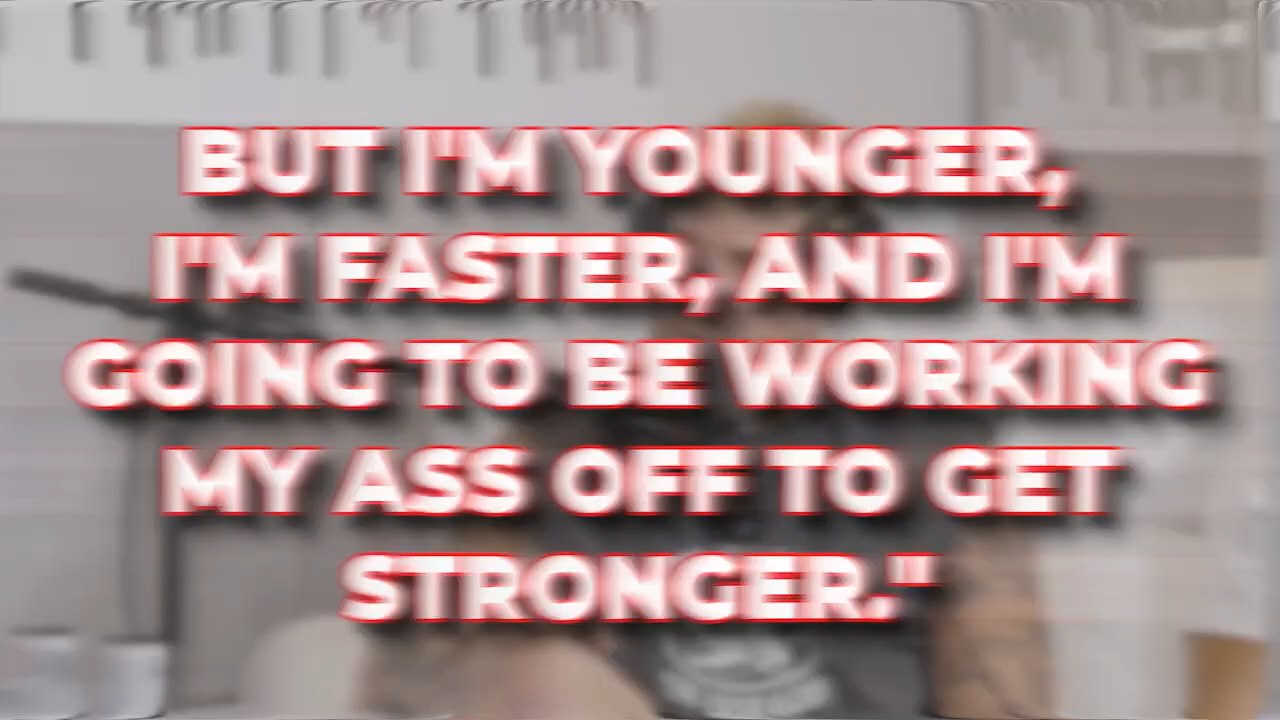 BUT I'M YOUNGER,
I'M FASTER, AND I'M
GOING TO BE WORKING
MY ASS OFF TO GET
STRONGER."